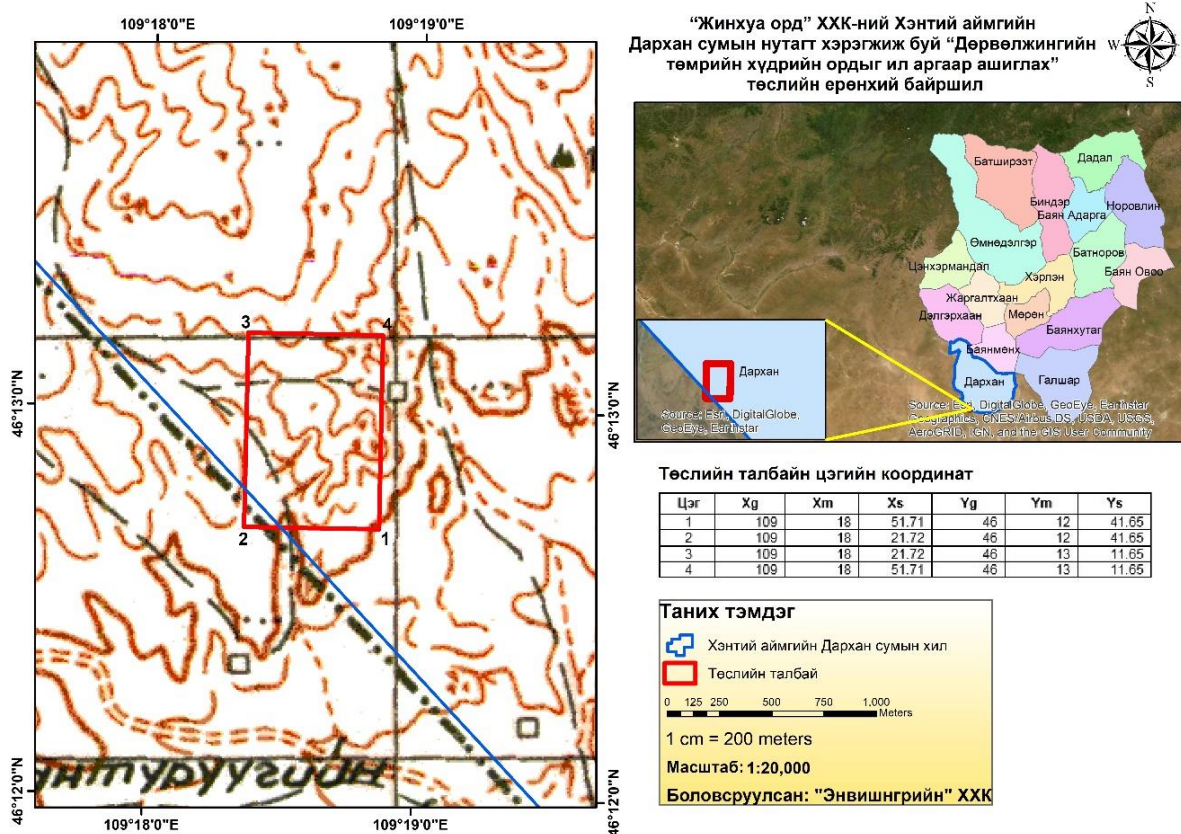 109°18'0"E
109°19'0"E
N
W
S
“Жинхуа орд” ХХК-ний Хэнтий аймгийн
Дархан сумын нутагт хэрэгжиж буй “Дөрвөлжингийн
төмрийн хүдрийн ордыг ил аргаар ашиглах”
төслийн ерөнхий байршил
46°13'0"N
46°12'0"N
46°13'0"N
46°12'0"N
3
4
2
1
нтуруугийн
109°18'0"E
109°19'0"E
Батширээт
Дадал
Биндэр
Баян Адарга
Норовлин
Өмнөдэлгэр
Батноров
Цэнхэрмандал
Баян Овоо
Хэрлэн
Жаргалтхаан
Дэлгэрхаан
Мөрөн
Баянхутаг
Баянмөнх
Дархан
Галшар
Дархан
Source: Esri, DigitalGlobe,
GeoEye, Earthstar
Source: Esri, DigitalGlobe, GeoEye, Earthstar
Geographics, CNES/Airbus DS, USDA, USGS,
AeroGRID, IGN, and the GIS User Community
Төслийн талбайн цэгийн координат
Цэг Xg Xm Xs Yg Ym Ys
1 109 18 51.71 46 12 41.65
2 109 18 21.72 46 12 41.65
3 109 18 21.72 46 13 11.65
4 109 18 51.71 46 13 11.65
Таних тэмдэг
Хэнтий аймгийн Дархан сумын хил
Төслийн талбай
0 125 250 500 750 1,000
Meters
1 cm = 200 meters
Масштаб: 1:20,000
Боловсруулсан: "Энвишнгрийн" ХХК